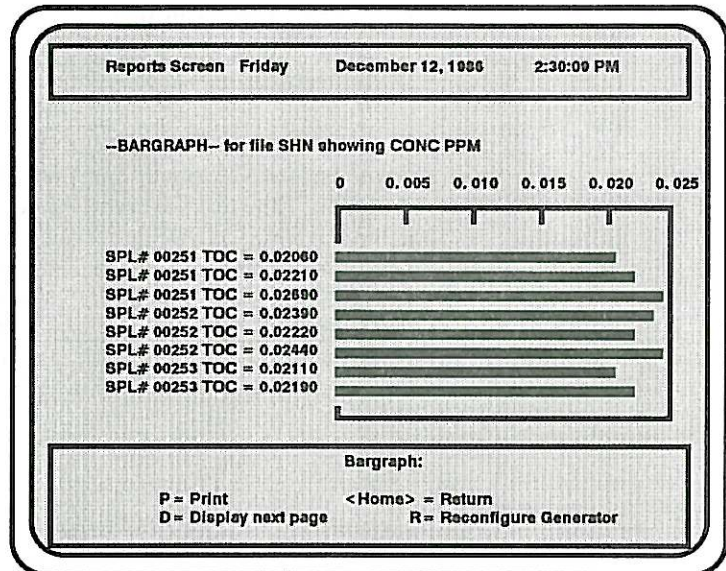 Reports Screen Friday December 12, 1986 2:30:09 PM
--BARGRAPH-- for file SHN showing CONC PPM
0 0.005 0.010 0.015 0.020 0.025
SPL# 00251 TOC = 0.02060
SPL# 00251 TOC = 0.02210
SPL# 00251 TOC = 0.02690
SPL# 00252 TOC = 0.02390
SPL# 00252 TOC = 0.02220
SPL# 00252 TOC = 0.02440
SPL# 00253 TOC = 0.02110
SPL# 00253 TOC = 0.02190
Bargraph:
P = Print <Home> = Return
D = Display next page R = Reconfigure Generator